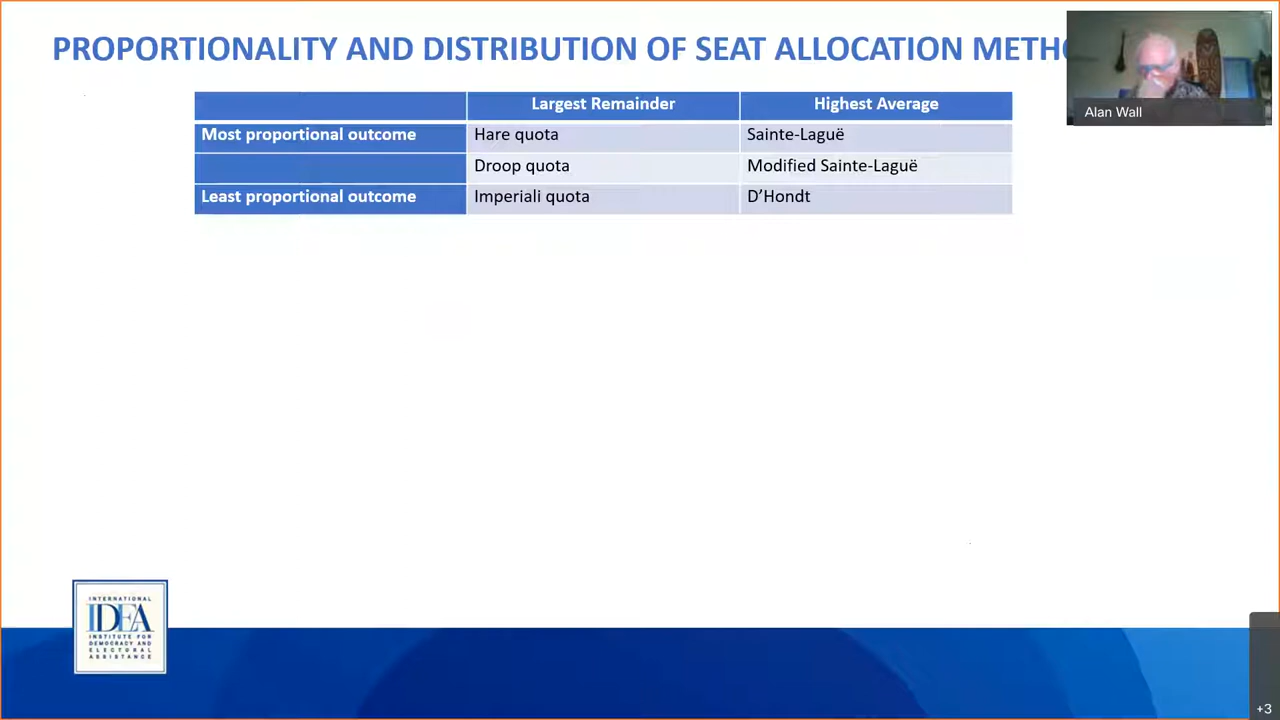 PROPORTIONALITY AND DISTRIBUTION OF SEAT ALLOCATION METHO
Alan Wall
Largest Remainder Highest Average
Most proportional outcome Hare quota Sainte-Laguë
Droop quota Modified Sainte-Laguë
Least proportional outcome Imperiali quota D'Hondt
INTERNATIONAL
IDEA
INSTITUTE FOR
DEMOCRACY AND
ELECTORAL
ASSISTANCE
+3